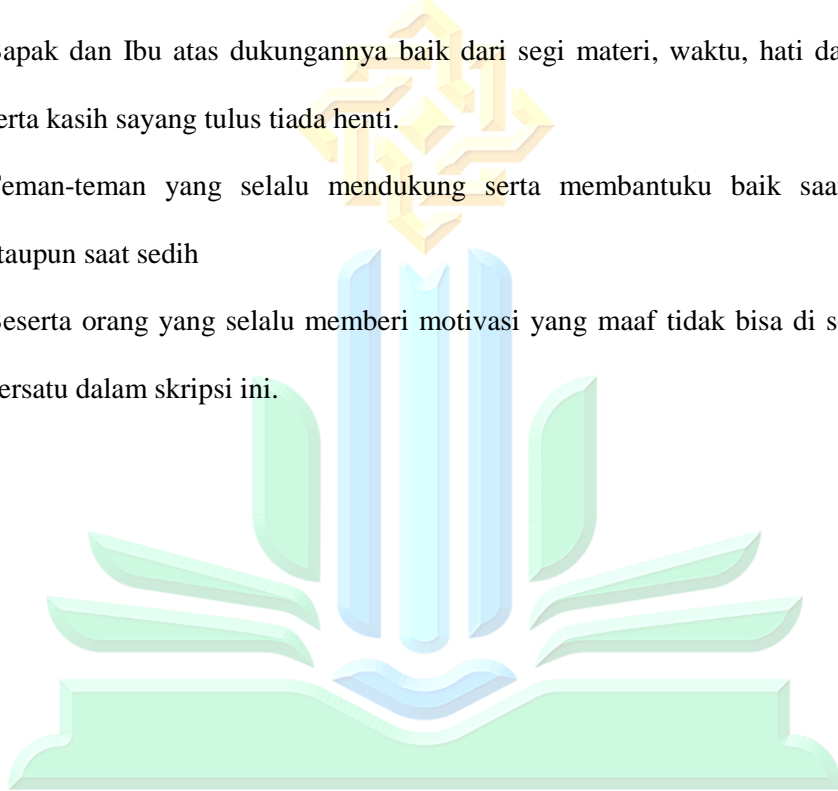 apak dan Ibu atas dukungannya baik dari segi materi, waktu, hati da
erta kasih sayang tulus tiada henti.
eman-teman yang selalu mendukung serta membantuku baik saa
taupun saat sedih
eserta orang yang selalu memberi motivasi yang maaf tidak bisa di s
ersatu dalam skripsi ini.